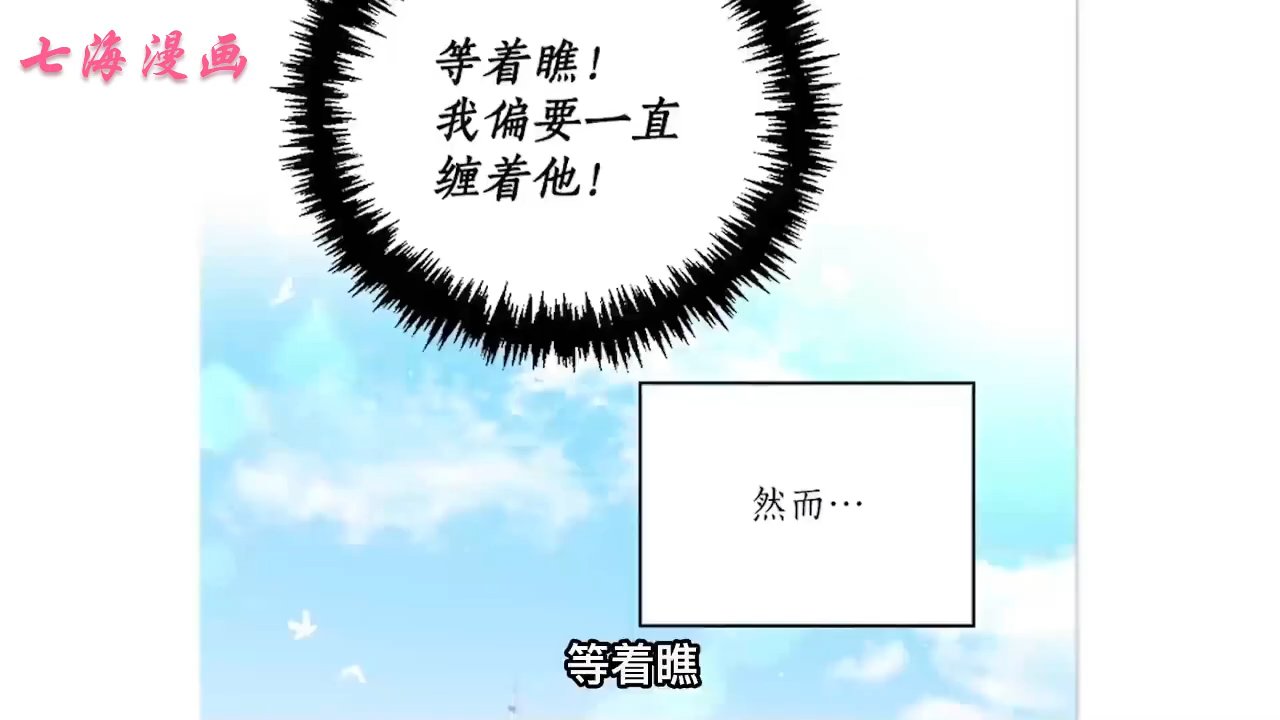 七海漫画
等着瞧！
我偏要一直
缠着他！
然而…
等着瞧